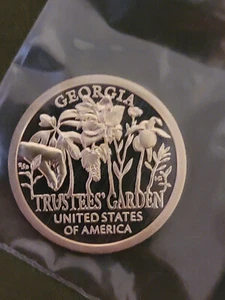 GEORGIA
TRUSTEES' GARDEN
UNITED STATES
OF AMERICA